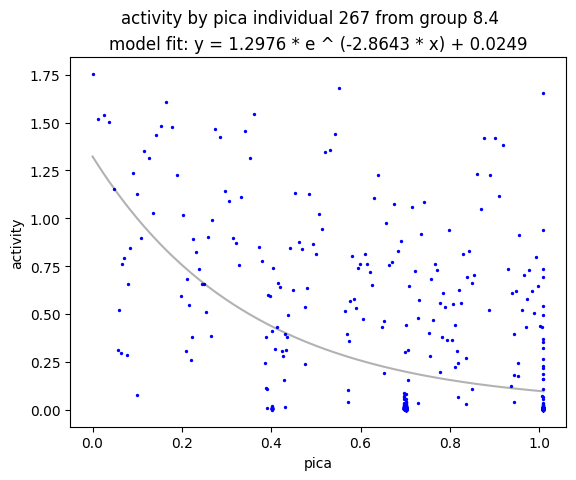 activity by pica individual 267 from group 8.4
model fit: y = 1.2976 * e ^ (-2.8643 * x) + 0.0249
1.75
1.50
1.25
1.00
0.75
0.50
0.25
0.00
activity
0.0 0.2 0.4 0.6 0.8 1.0
pica